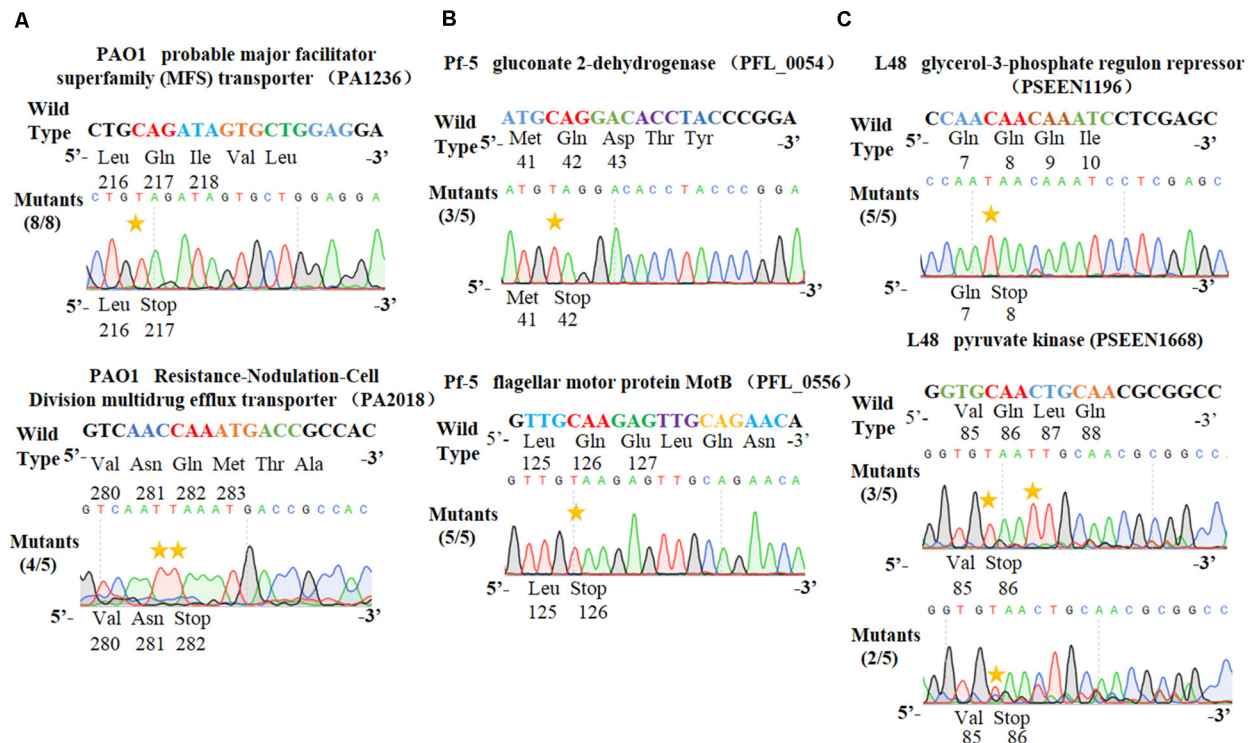 A
PAO1 probable major facilitator
superfamily (MFS) transporter （PA1236）
Wild
Type
CTGCAGATAGTGCTGGAGGA
5’- Leu Gln Ile Val Leu -3’
216 217 218
Mutants
(8/8)
C T G T A G A T A G T G C T G G A G G A
5’- Leu Stop -3’
216 217
PAO1 Resistance-Nodulation-Cell
Division multidrug efflux transporter （PA2018）
Wild
Type
GTCAACCAAATGACCGCCAC
5’- Val Asn Gln Met Thr Ala -3’
280 281 282 283
G T C A A T T A A A T G A C C G C C A C
Mutants
(4/5)
5’- Val Asn Stop -3’
280 281 282
B
Pf-5 gluconate 2-dehydrogenase （PFL_0054）
Wild
Type
ATGCAGGACACCTACCCGGA
5’- Met Gln Asp Thr Tyr -3’
41 42 43
Mutants
(3/5)
A T G T A G G A C A C C T A C C C G G A
5’- Met Stop -3’
41 42
Pf-5 flagellar motor protein MotB （PFL_0556）
Wild
Type
GTTGCAAGAGTTGCAGAACA
5’- Leu Gln Glu Leu Gln Asn -3’
125 126 127
G T T G T A A G A G T T G C A G A A C A
Mutants
(5/5)
5’- Leu Stop -3’
125 126
C
L48 glycerol-3-phosphate regulon repressor
（PSEEN1196）
Wild
Type
CCAACAACAAATCCTCGAGC
5’- Gln Gln Gln Ile -3’
7 8 9 10
Mutants
(5/5)
C C A A T A A C A A A T C C T C G A G C
5’- Gln Stop -3’
7 8
L48 pyruvate kinase (PSEEN1668)
Wild
Type
GGTGCAACTGCAACGCGGCC
5’- Val Gln Leu Gln -3’
85 86 87 88
G G T G T A A T T G C A A C G C G G C C
Mutants
(3/5)
5’- Val Stop -3’
85 86
G G T G T A A C T G C A A C G C G G C C
Mutants
(2/5)
5’- Val Stop -3’
85 86